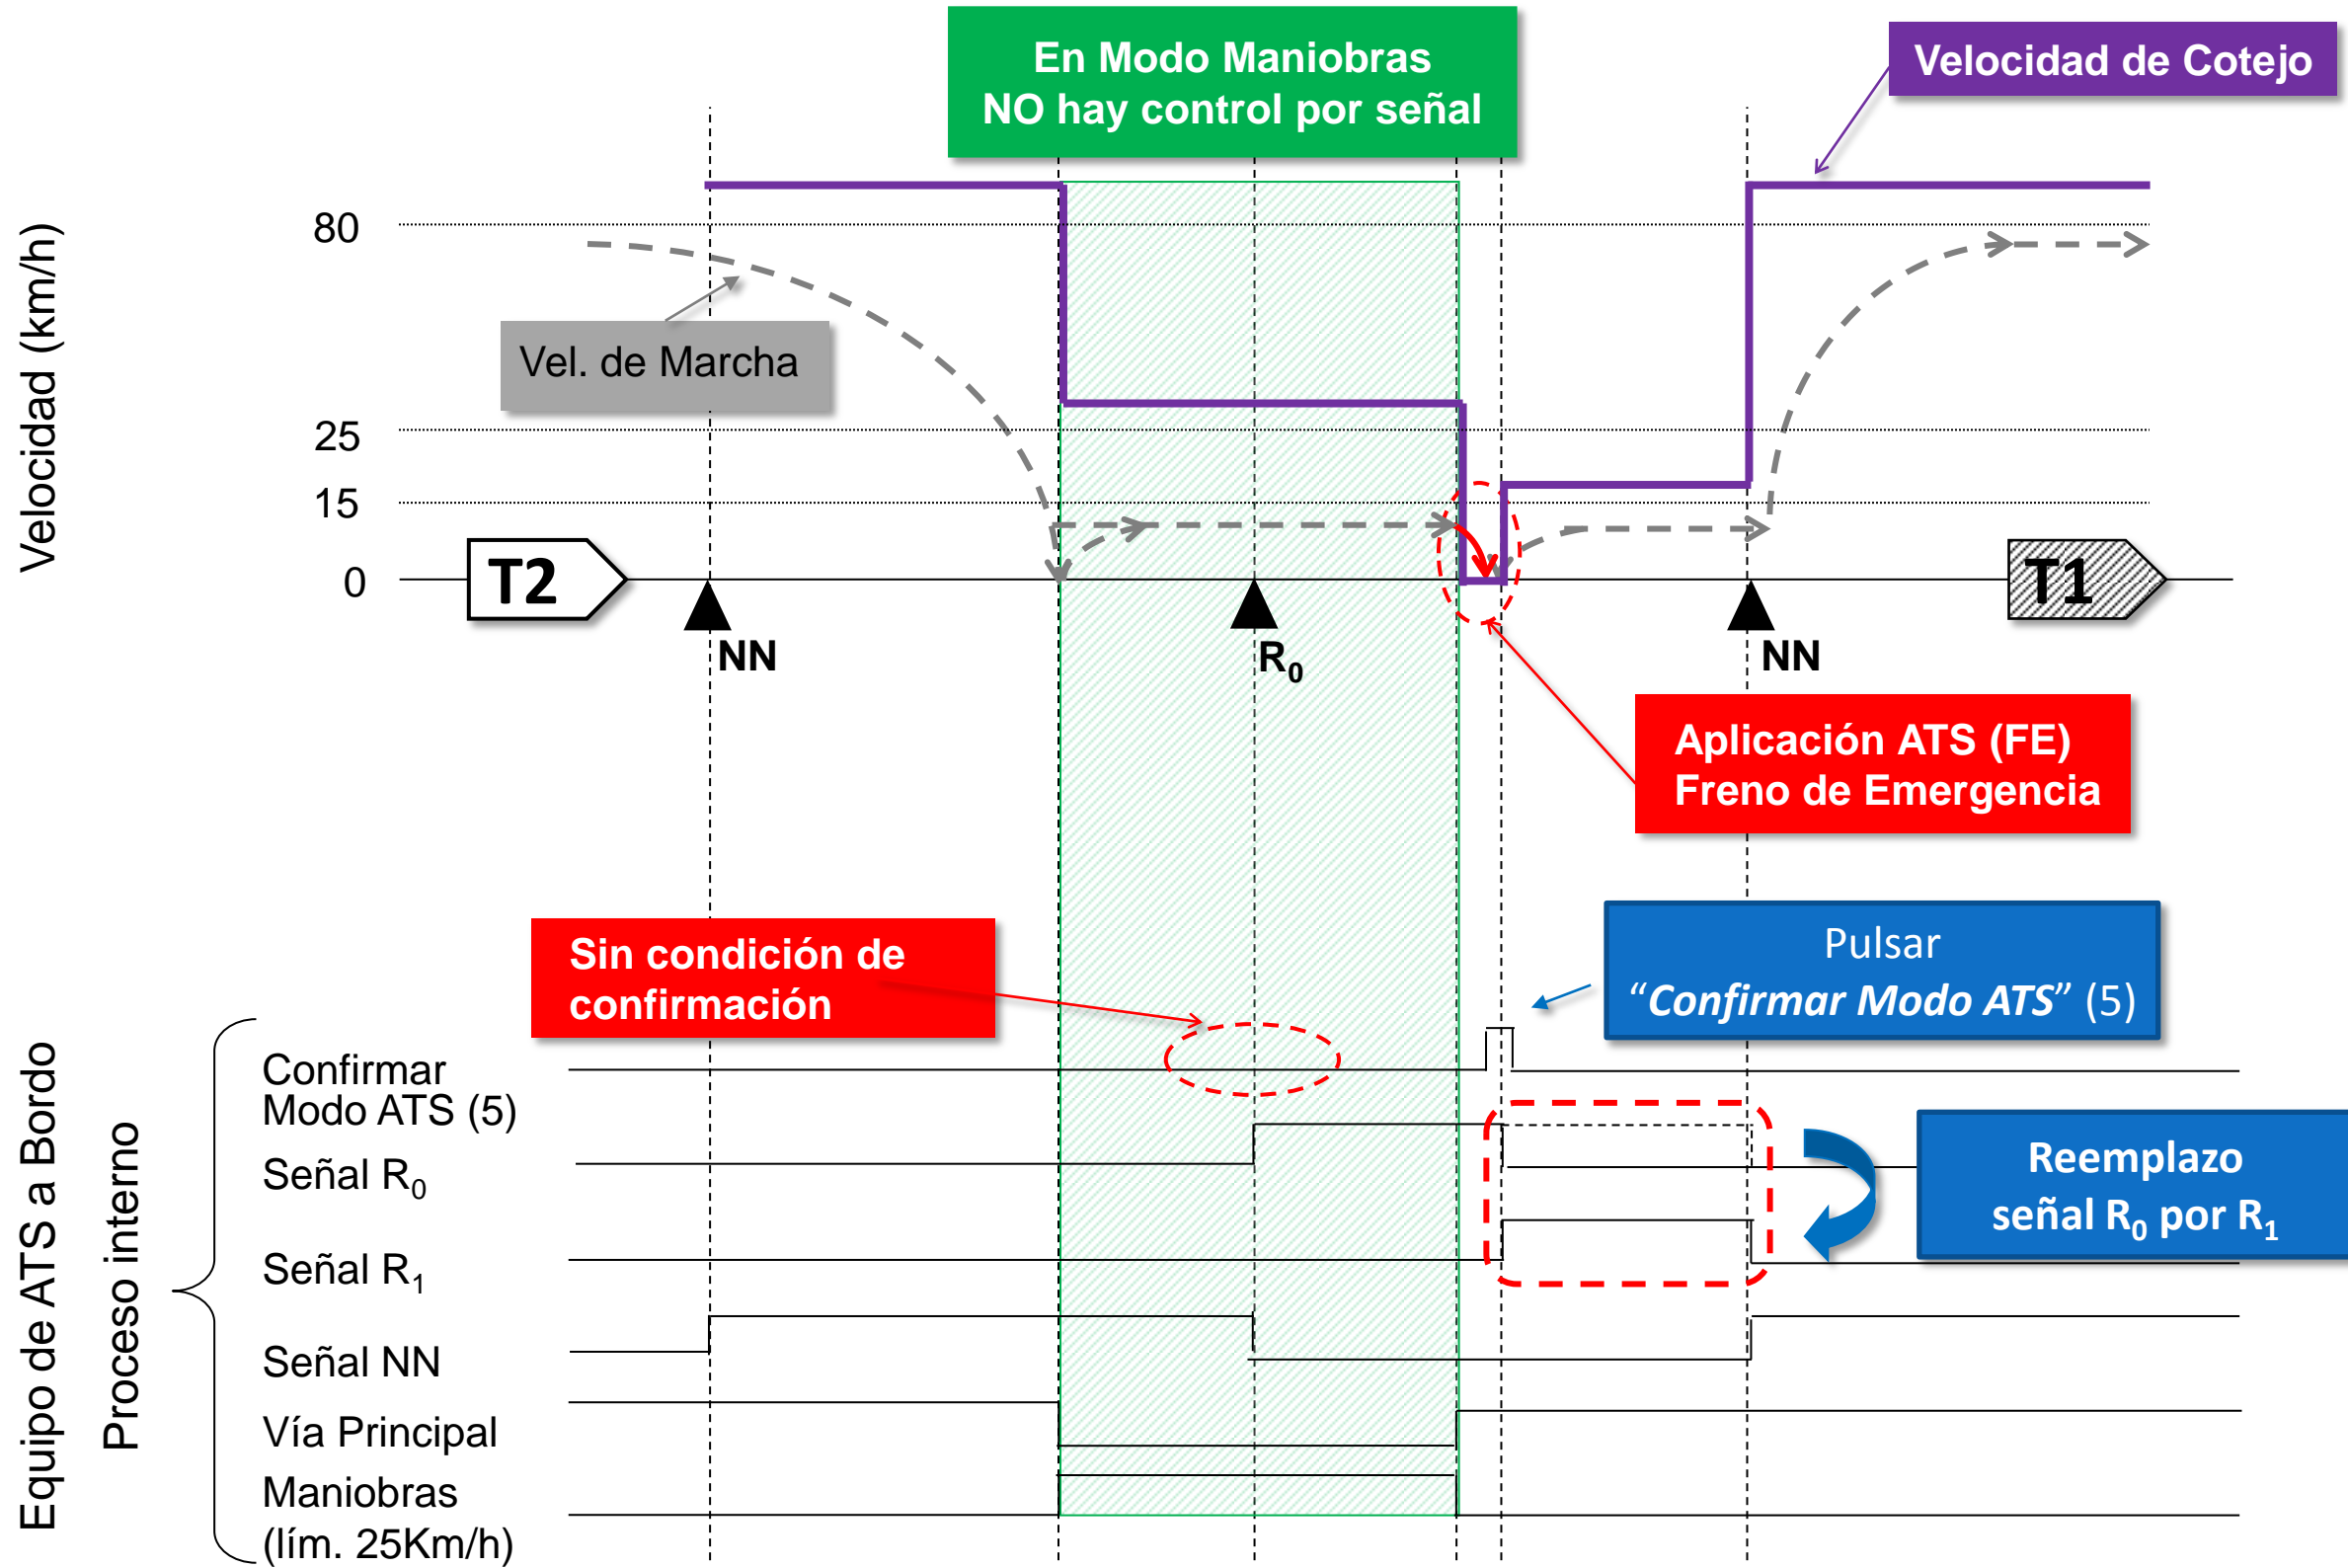 En Modo Maniobras
NO hay control por señal
Velocidad de Cotejo
Velocidad (km/h)
80
Vel. de Marcha
25
15
0
T2
T1
NN
R0
NN
Aplicación ATS (FE)
Freno de Emergencia
Sin condición de
confirmación
Pulsar
“Confirmar Modo ATS” (5)
Equipo de ATS a Bordo
Proceso interno
Confirmar
Modo ATS (5)
Señal R0
Reemplazo
señal R0 por R1
Señal R1
Señal NN
Vía Principal
Maniobras
(lím. 25Km/h)